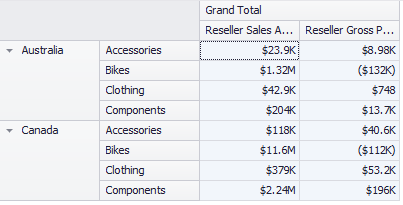 Grand Total
Reseller Sales A... Reseller Gross P...
Australia Accessories $23.9K $8.98K
Bikes $1.32M ($132K)
Clothing $42.9K $748
Components $204K $13.7K
Canada Accessories $118K $40.6K
Bikes $11.6M ($112K)
Clothing $379K $53.2K
Components $2.24M $196K